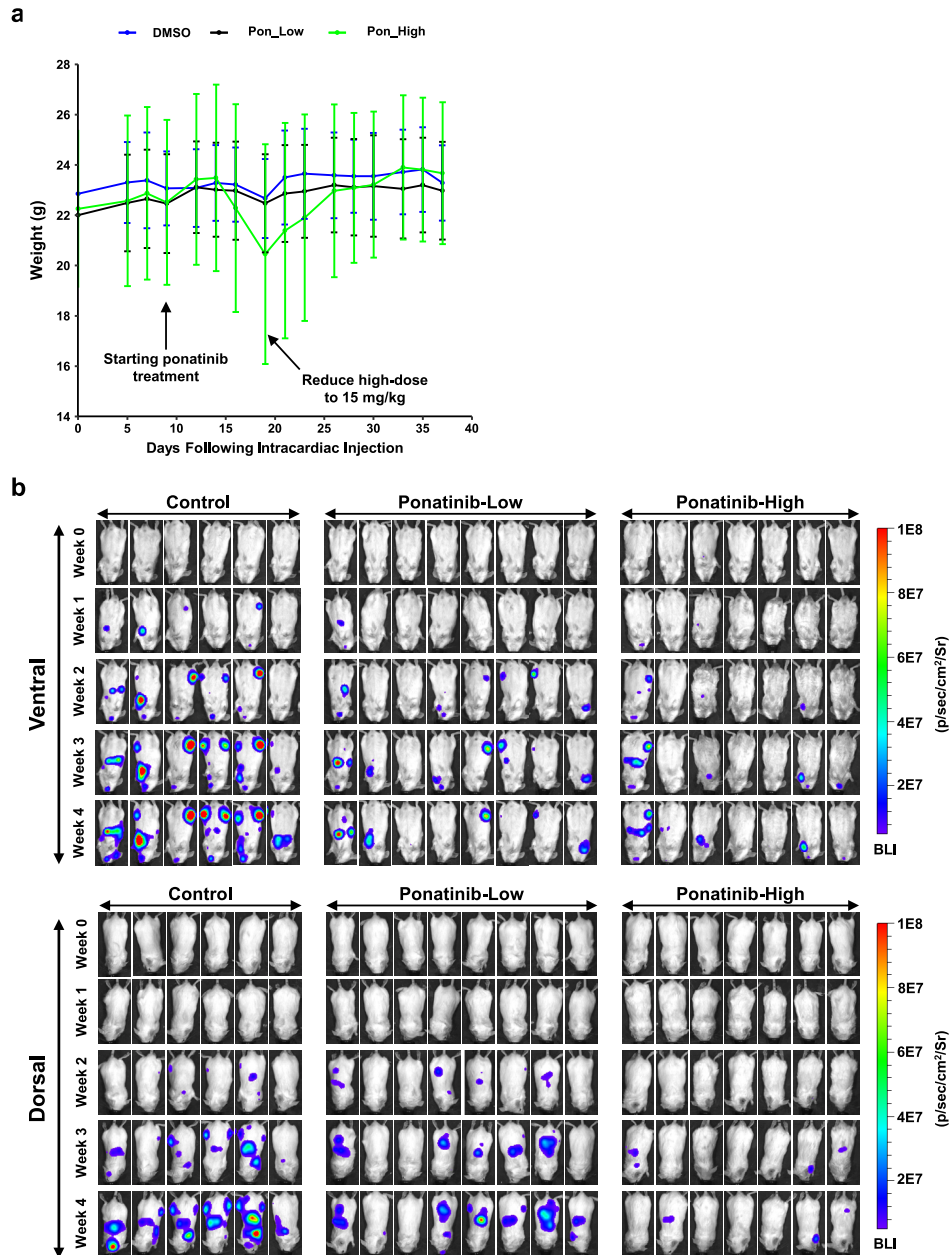 a
DMSO Pon_Low Pon_High
28
26
24
22
20
18
16
14
Weight (g)
Starting ponatinib
treatment
Reduce high-dose
to 15 mg/kg
0 5 10 15 20 25 30 35 40
Days Following Intracardiac Injection
b
Control Ponatinib-Low Ponatinib-High
Ventral
Week 0
Week 1
Week 2
Week 3
Week 4
1E8
8E7
6E7
4E7
2E7
BLI
(p/sec/cm²/Sr)
Control Ponatinib-Low Ponatinib-High
Dorsal
Week 0
Week 1
Week 2
Week 3
Week 4
1E8
8E7
6E7
4E7
2E7
BLI
(p/sec/cm²/Sr)